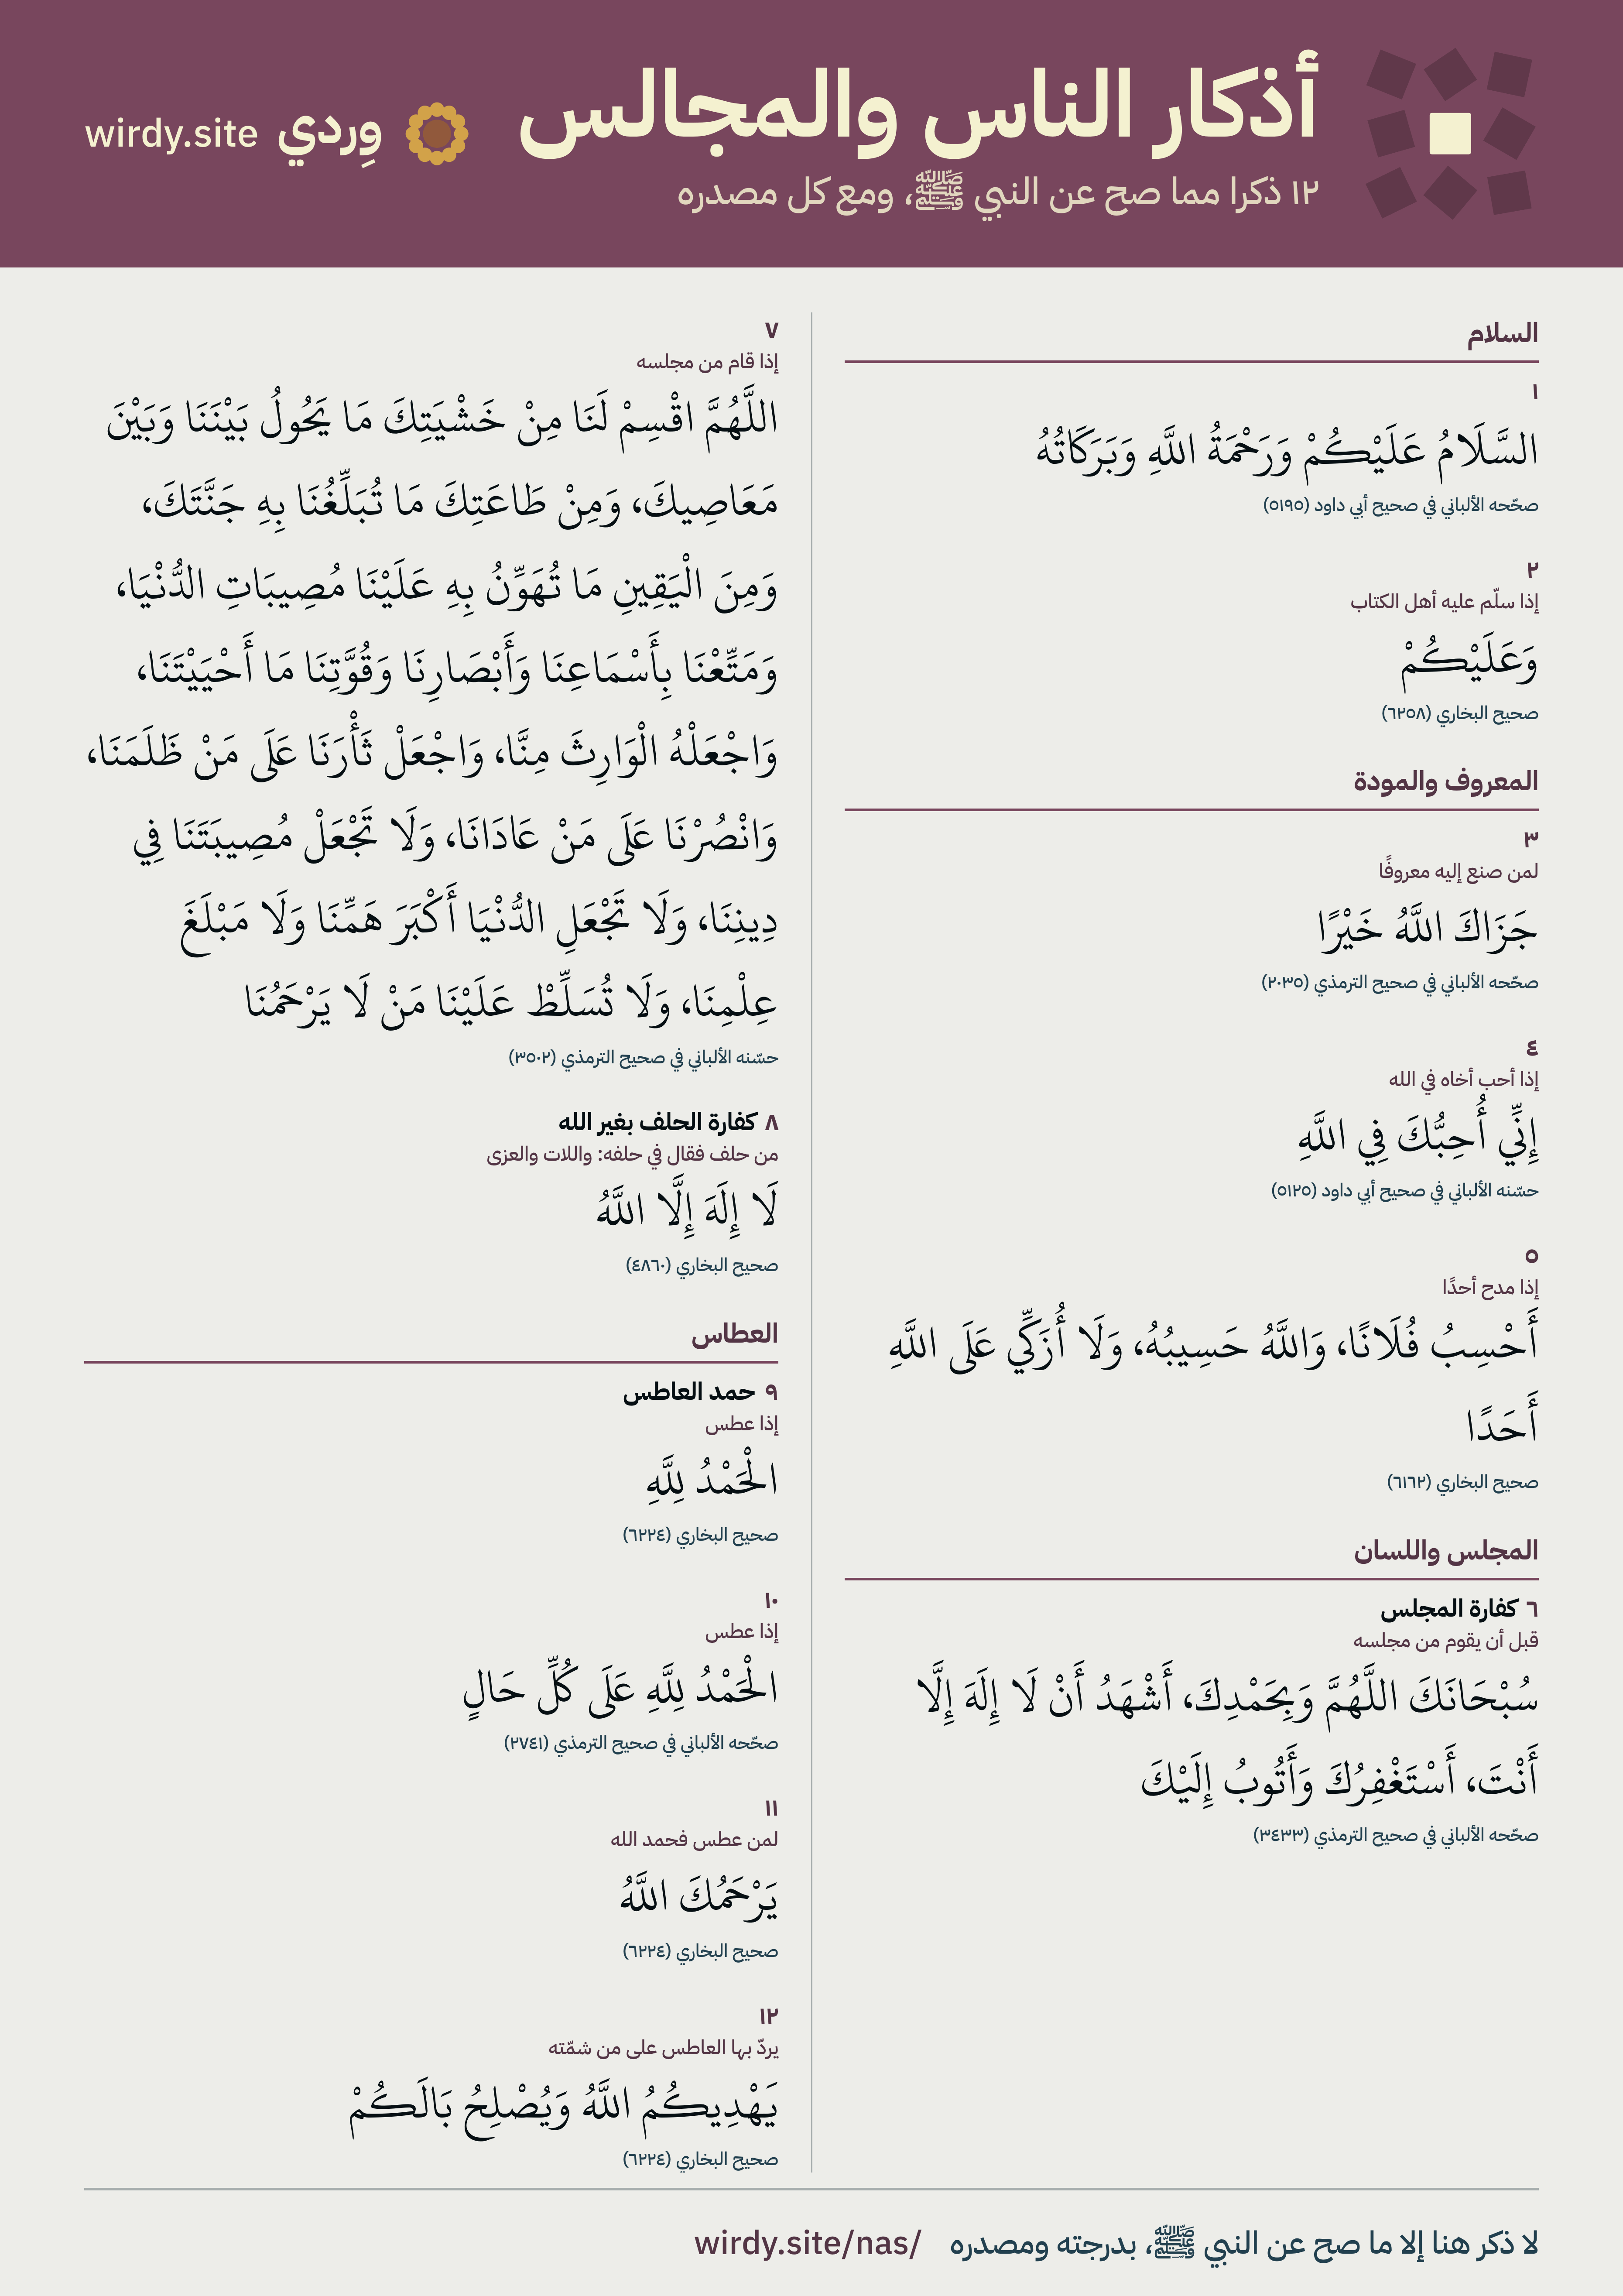 أذكار الناس والمجالس
١٢ ذكرا مما صح عن النبي ﷺ، ومع كل مصدره
وِردي wirdy.site
السلام
١
السَّلَامُ عَلَيْكُمْ وَرَحْمَةُ اللَّهِ وَبَرَكَاتُهُ
صحّحه الألباني في صحيح أبي داود (٥١٩٥)
٢
إذا سلّم عليه أهل الكتاب
وَعَلَيْكُمْ
صحيح البخاري (٦٢٥٨)
المعروف والمودة
٣
لمن صنع إليه معروفًا
جَزَاكَ اللَّهُ خَيْرًا
صحّحه الألباني في صحيح الترمذي (٢٠٣٥)
٤
إذا أحب أخاه في الله
إِنِّي أُحِبُّكَ فِي اللَّهِ
حسّنه الألباني في صحيح أبي داود (٥١٢٥)
٥
إذا مدح أحدًا
أَحْسِبُ فُلَانًا، وَاللَّهُ حَسِيبُهُ، وَلَا أُزَكِّي عَلَى اللَّهِ
أَحَدًا
صحيح البخاري (٦١٦٢)
المجلس واللسان
٦ كفارة المجلس
قبل أن يقوم من مجلسه
سُبْحَانَكَ اللَّهُمَّ وَبِحَمْدِكَ، أَشْهَدُ أَنْ لَا إِلَهَ إِلَّا
أَنْتَ، أَسْتَغْفِرُكَ وَأَتُوبُ إِلَيْكَ
صحّحه الألباني في صحيح الترمذي (٣٤٣٣)
٧
إذا قام من مجلسه
اللَّهُمَّ اقْسِمْ لَنَا مِنْ خَشْيَتِكَ مَا يَحُولُ بَيْنَنَا وَبَيْنَ
مَعَاصِيكَ، وَمِنْ طَاعَتِكَ مَا تُبَلِّغُنَا بِهِ جَنَّتَكَ،
وَمِنَ الْيَقِينِ مَا تُهَوِّنُ بِهِ عَلَيْنَا مُصِيبَاتِ الدُّنْيَا،
وَمَتِّعْنَا بِأَسْمَاعِنَا وَأَبْصَارِنَا وَقُوَّتِنَا مَا أَحْيَيْتَنَا،
وَاجْعَلْهُ الْوَارِثَ مِنَّا، وَاجْعَلْ ثَأْرَنَا عَلَى مَنْ ظَلَمَنَا،
وَانْصُرْنَا عَلَى مَنْ عَادَانَا، وَلَا تَجْعَلْ مُصِيبَتَنَا فِي
دِينِنَا، وَلَا تَجْعَلِ الدُّنْيَا أَكْبَرَ هَمِّنَا وَلَا مَبْلَغَ
عِلْمِنَا، وَلَا تُسَلِّطْ عَلَيْنَا مَنْ لَا يَرْحَمُنَا
حسّنه الألباني في صحيح الترمذي (٣٥٠٢)
٨ كفارة الحلف بغير الله
من حلف فقال في حلفه: واللات والعزى
لَا إِلَهَ إِلَّا اللَّهُ
صحيح البخاري (٤٨٦٠)
العطاس
٩ حمد العاطس
إذا عطس
الْحَمْدُ لِلَّهِ
صحيح البخاري (٦٢٢٤)
١٠
إذا عطس
الْحَمْدُ لِلَّهِ عَلَى كُلِّ حَالٍ
صحّحه الألباني في صحيح الترمذي (٢٧٤١)
١١
لمن عطس فحمد الله
يَرْحَمُكَ اللَّهُ
صحيح البخاري (٦٢٢٤)
١٢
يردّ بها العاطس على من شمّته
يَهْدِيكُمُ اللَّهُ وَيُصْلِحُ بَالَكُمْ
صحيح البخاري (٦٢٢٤)
لا ذكر هنا إلا ما صح عن النبي ﷺ، بدرجته ومصدره wirdy.site/nas/